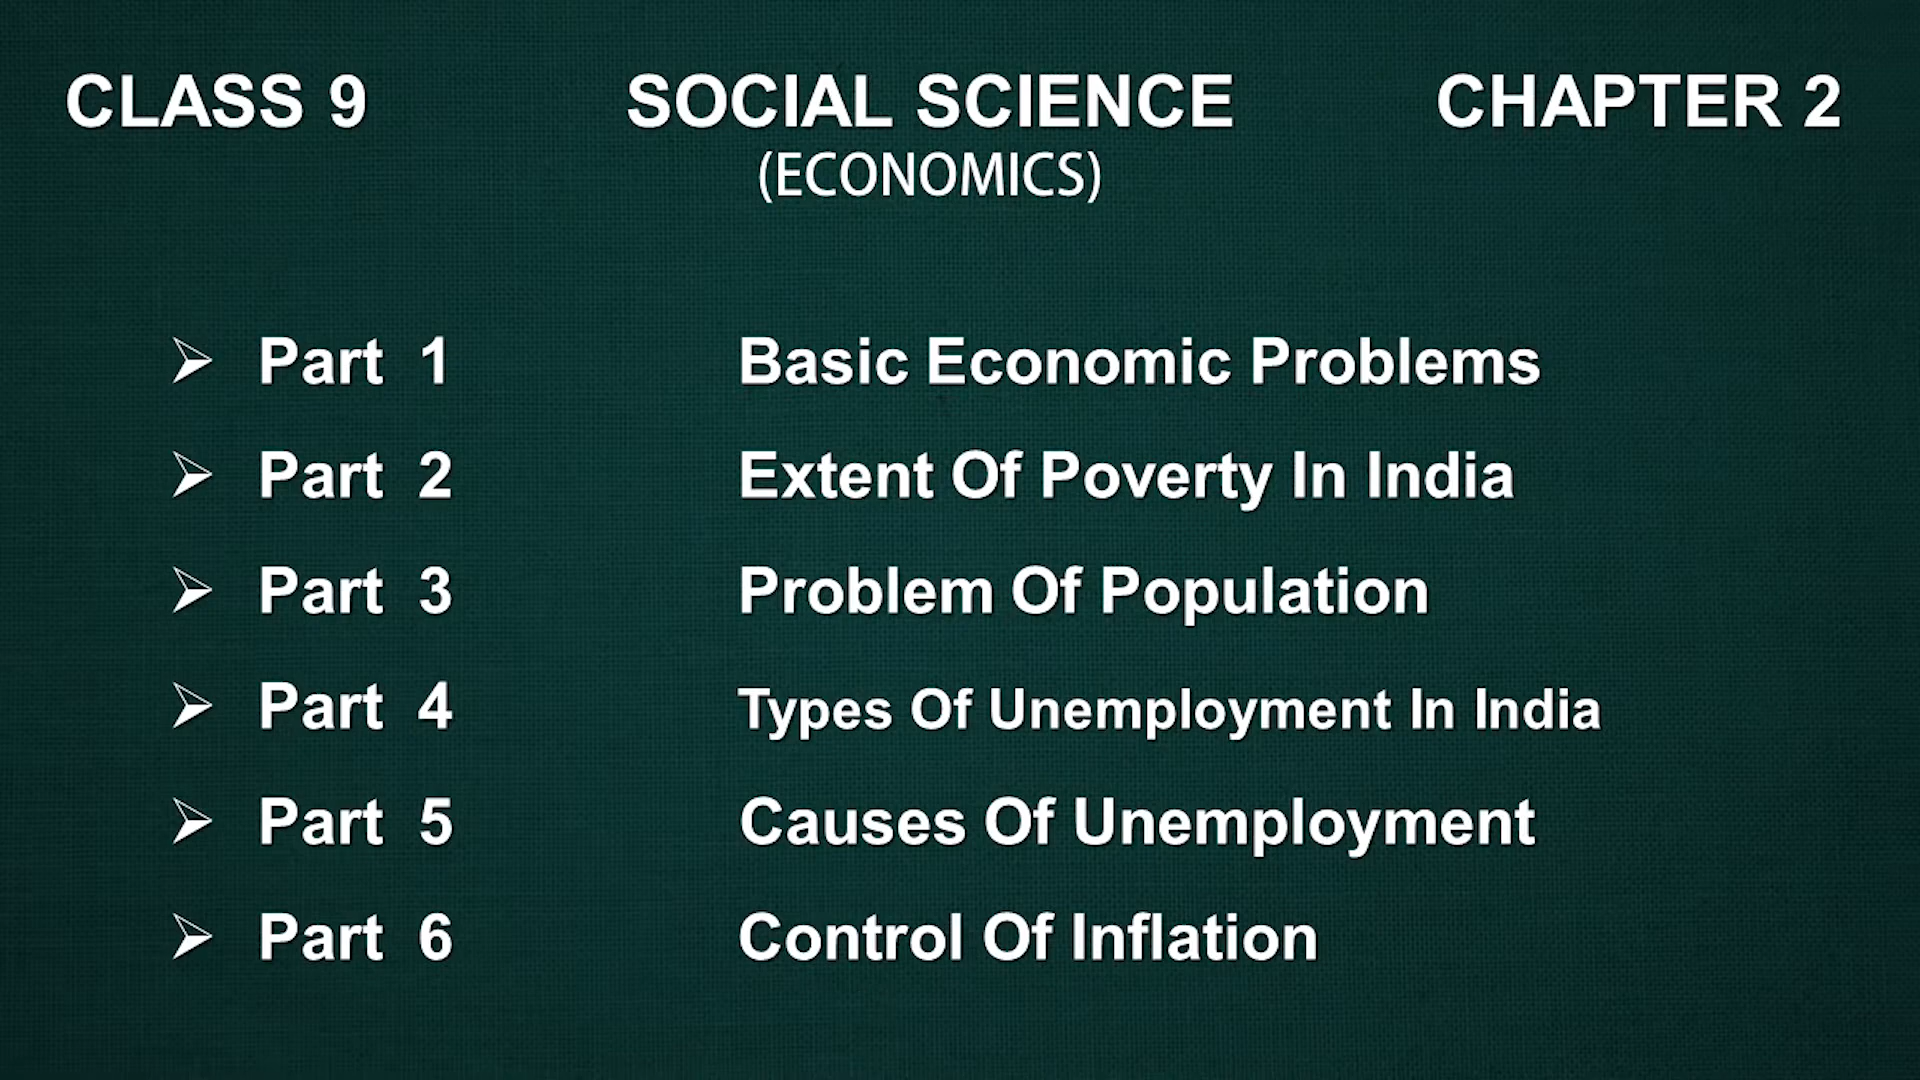 CLASS 9 SOCIAL SCIENCE CHAPTER 2
(ECONOMICS)
➢ Part 1 Basic Economic Problems
➢ Part 2 Extent Of Poverty In India
➢ Part 3 Problem Of Population
➢ Part 4 Types Of Unemployment In India
➢ Part 5 Causes Of Unemployment
➢ Part 6 Control Of Inflation